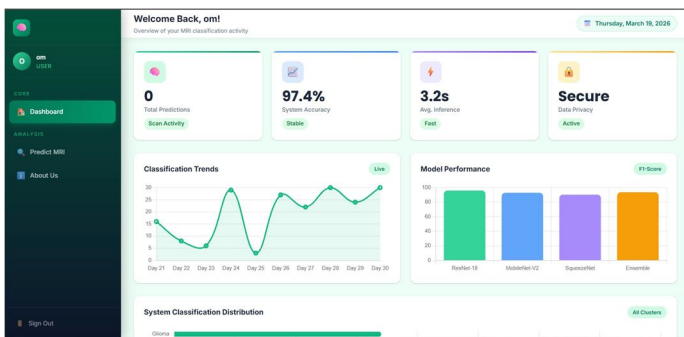 om
USER
CORE
Dashboard
ANALYSIS
Predict MRI
About Us
Sign Out
Welcome Back, om!
Overview of your MRI classification activity
Thursday, March 19, 2026
0
Total Predictions
Scan Activity
97.4%
System Accuracy
Stable
3.2s
Avg. Inference
Fast
Secure
Data Privacy
Active
Classification Trends
Live
30
25
20
15
10
5
0
Day 21 Day 22 Day 23 Day 24 Day 25 Day 26 Day 27 Day 28 Day 29 Day 30
Model Performance
F1-Score
100
80
60
40
20
0
ResNet-18 MobileNet-V2 SqueezeNet Ensemble
System Classification Distribution
All Clusters
Glioma